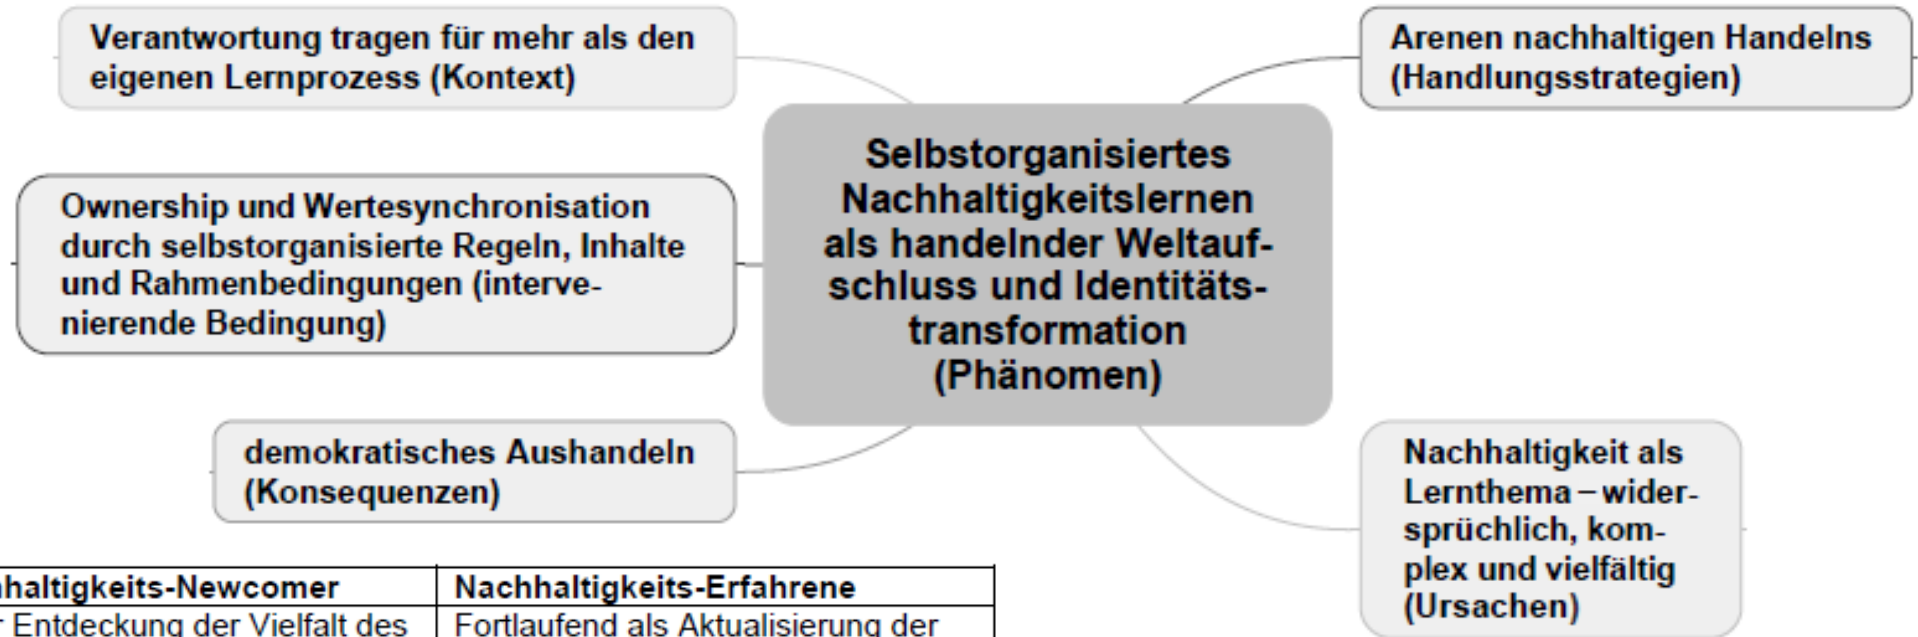 Verantwortung tragen für mehr als den
eigenen Lernprozess (Kontext)
Arenen nachhaltigen Handelns
(Handlungsstrategien)
Selbstorganisiertes
Nachhaltigkeitslernen
als handelnder Weltauf-
schluss und Identitäts-
transformation
(Phänomen)
Ownership und Wertesynchronisation
durch selbstorganisierte Regeln, Inhalte
und Rahmenbedingungen (interve-
nierende Bedingung)
demokratisches Aushandeln
(Konsequenzen)
Nachhaltigkeit als
Lernthema – wider-
sprüchlich, kom-
plex und vielfältig
(Ursachen)
haltigkeits-Newcomer
Nachhaltigkeits-Erfahrene
Entdeckung der Vielfalt des
Fortlaufend als Aktualisierung der